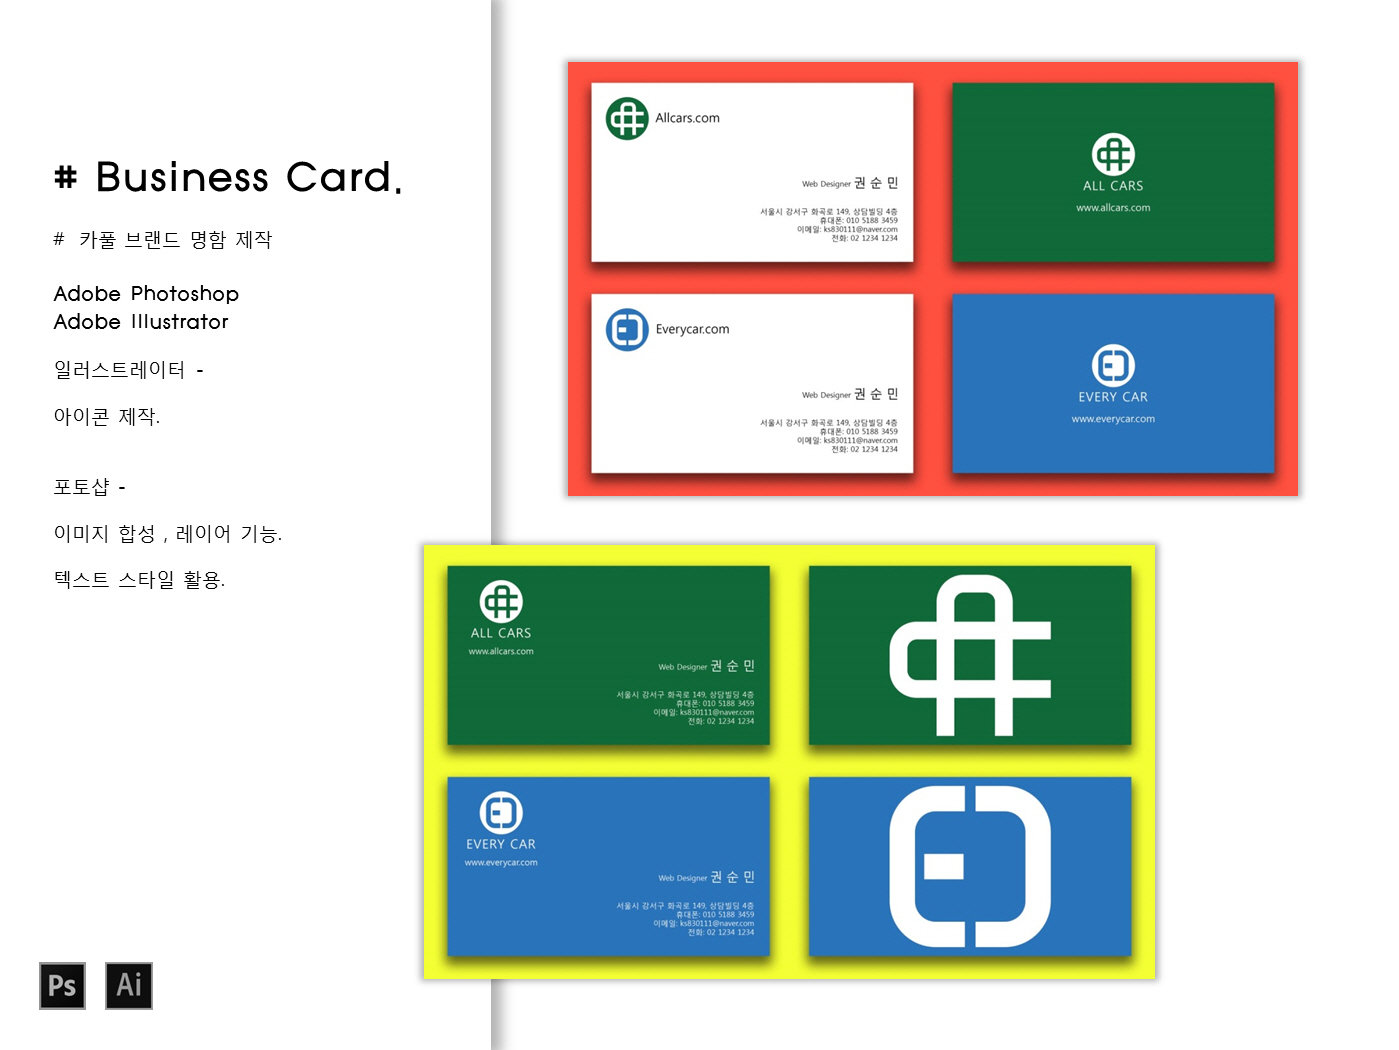 # Business Card.
# 카풀 브랜드 명함 제작
Adobe Photoshop
Adobe Illustrator
일러스트레이터 -
아이콘 제작.
포토샵 -
이미지 합성 , 레이어 기능.
텍스트 스타일 활용.
Ps
Ai
Allcars.com
Web Designer 권 순 민
서울시 강서구 화곡로 149, 상담빌딩 4층
휴대폰: 010 5188 3459
이메일: ks830111@naver.com
전화: 02 1234 1234
ALL CARS
www.allcars.com
Everycar.com
Web Designer 권 순 민
서울시 강서구 화곡로 149, 상담빌딩 4층
휴대폰: 010 5188 3459
이메일: ks830111@naver.com
전화: 02 1234 1234
EVERY CAR
www.everycar.com
ALL CARS
www.allcars.com
Web Designer 권 순 민
서울시 강서구 화곡로 149, 상담빌딩 4층
휴대폰: 010 5188 3459
이메일: ks830111@naver.com
전화: 02 1234 1234
EVERY CAR
www.everycar.com
Web Designer 권 순 민
서울시 강서구 화곡로 149, 상담빌딩 4층
휴대폰: 010 5188 3459
이메일: ks830111@naver.com
전화: 02 1234 1234